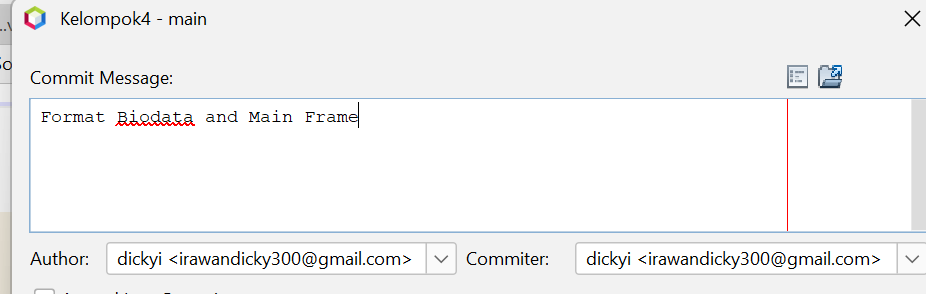 Kelompok4 - main
Commit Message:
Format Biodata and Main Frame
Author: dickyi <irawandicky300@gmail.com> Commiter: dickyi <irawandicky300@gmail.com>